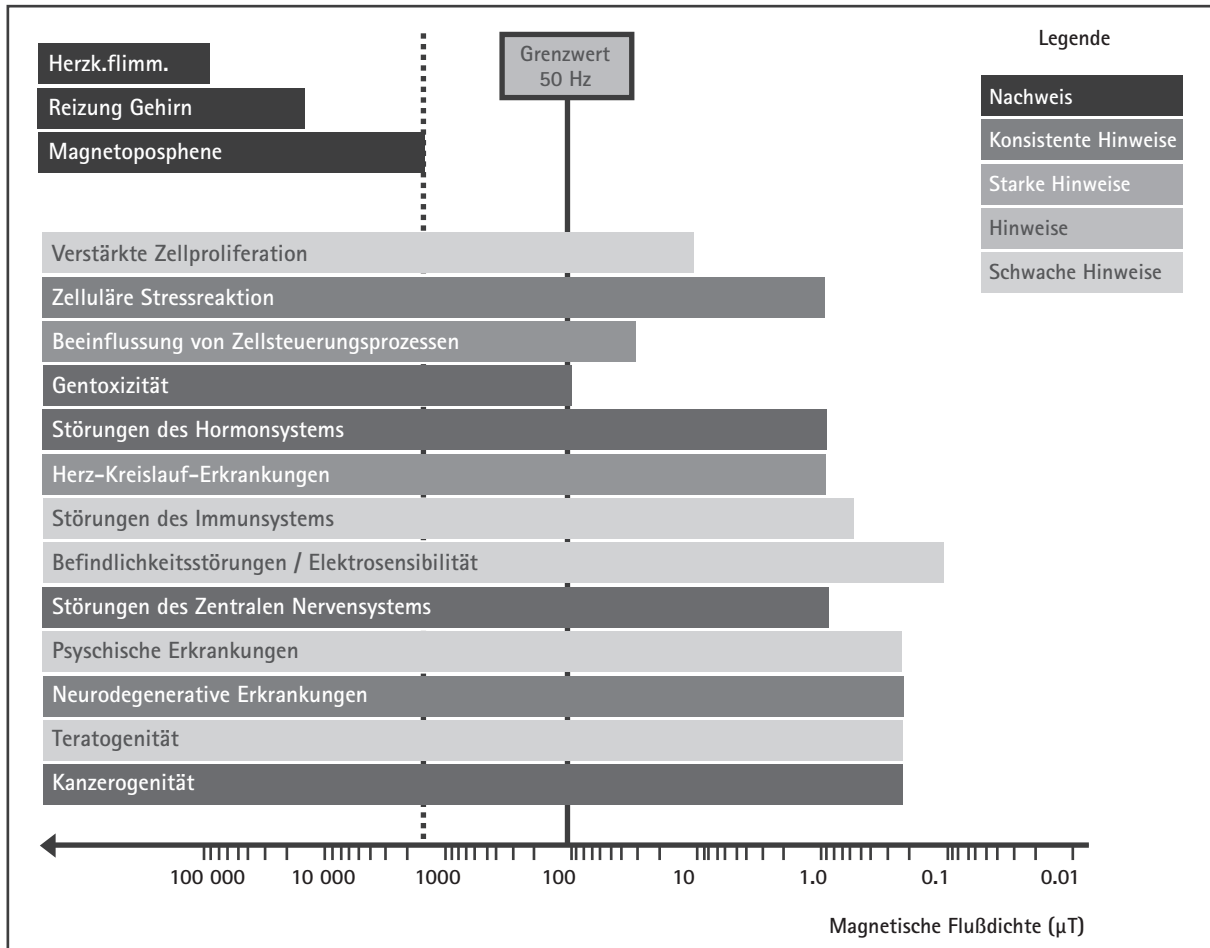 Herzk.flimm.
Reizung Gehirn
Magnetoposphene
Grenzwert
50 Hz
Legende
Nachweis
Konsistente Hinweise
Starke Hinweise
Hinweise
Schwache Hinweise
Verstärkte Zellproliferation
Zelluläre Stressreaktion
Beeinflussung von Zellsteuerungsprozessen
Gentoxizität
Störungen des Hormonsystems
Herz-Kreislauf-Erkrankungen
Störungen des Immunsystems
Befindlichkeitsstörungen / Elektrosensibilität
Störungen des Zentralen Nervensystems
Psyschische Erkrankungen
Neurodegenerative Erkrankungen
Teratogenität
Kanzerogenität
100 000 10 000 1000 100 10 1.0 0.1 0.01
Magnetische Flußdichte (µT)